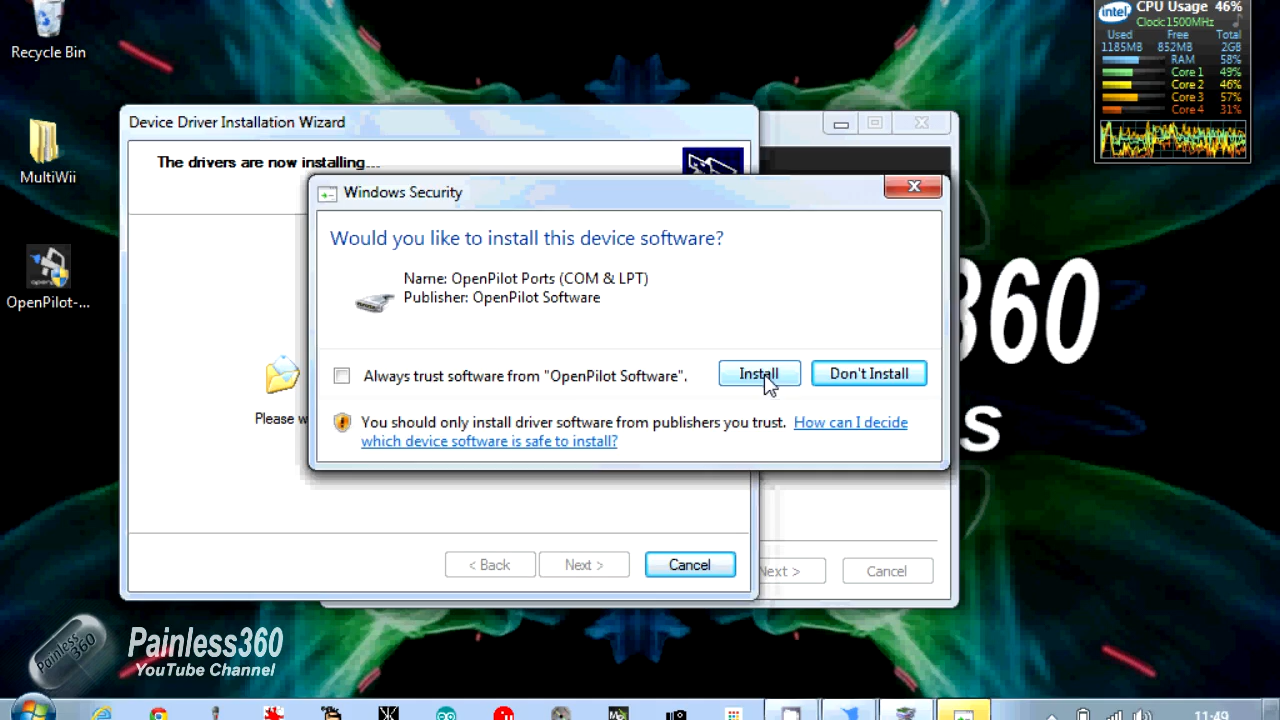 Recycle Bin
MultiWii
OpenPilot-...
intel
CPU Usage 46%
Clock:1500MHz
Used Free Total
1185MB 852MB 2GB
RAM 58%
Core 1 49%
Core 2 46%
Core 3 57%
Core 4 31%
Device Driver Installation Wizard
The drivers are now installing...
Please w
< Back Next > Cancel
Next > Cancel
Windows Security
Would you like to install this device software?
Name: OpenPilot Ports (COM & LPT)
Publisher: OpenPilot Software
Always trust software from "OpenPilot Software".
Install Don't Install
You should only install driver software from publishers you trust. How can I decide
which device software is safe to install?
360
s
Painless360
Painless360
YouTube Channel
11:49